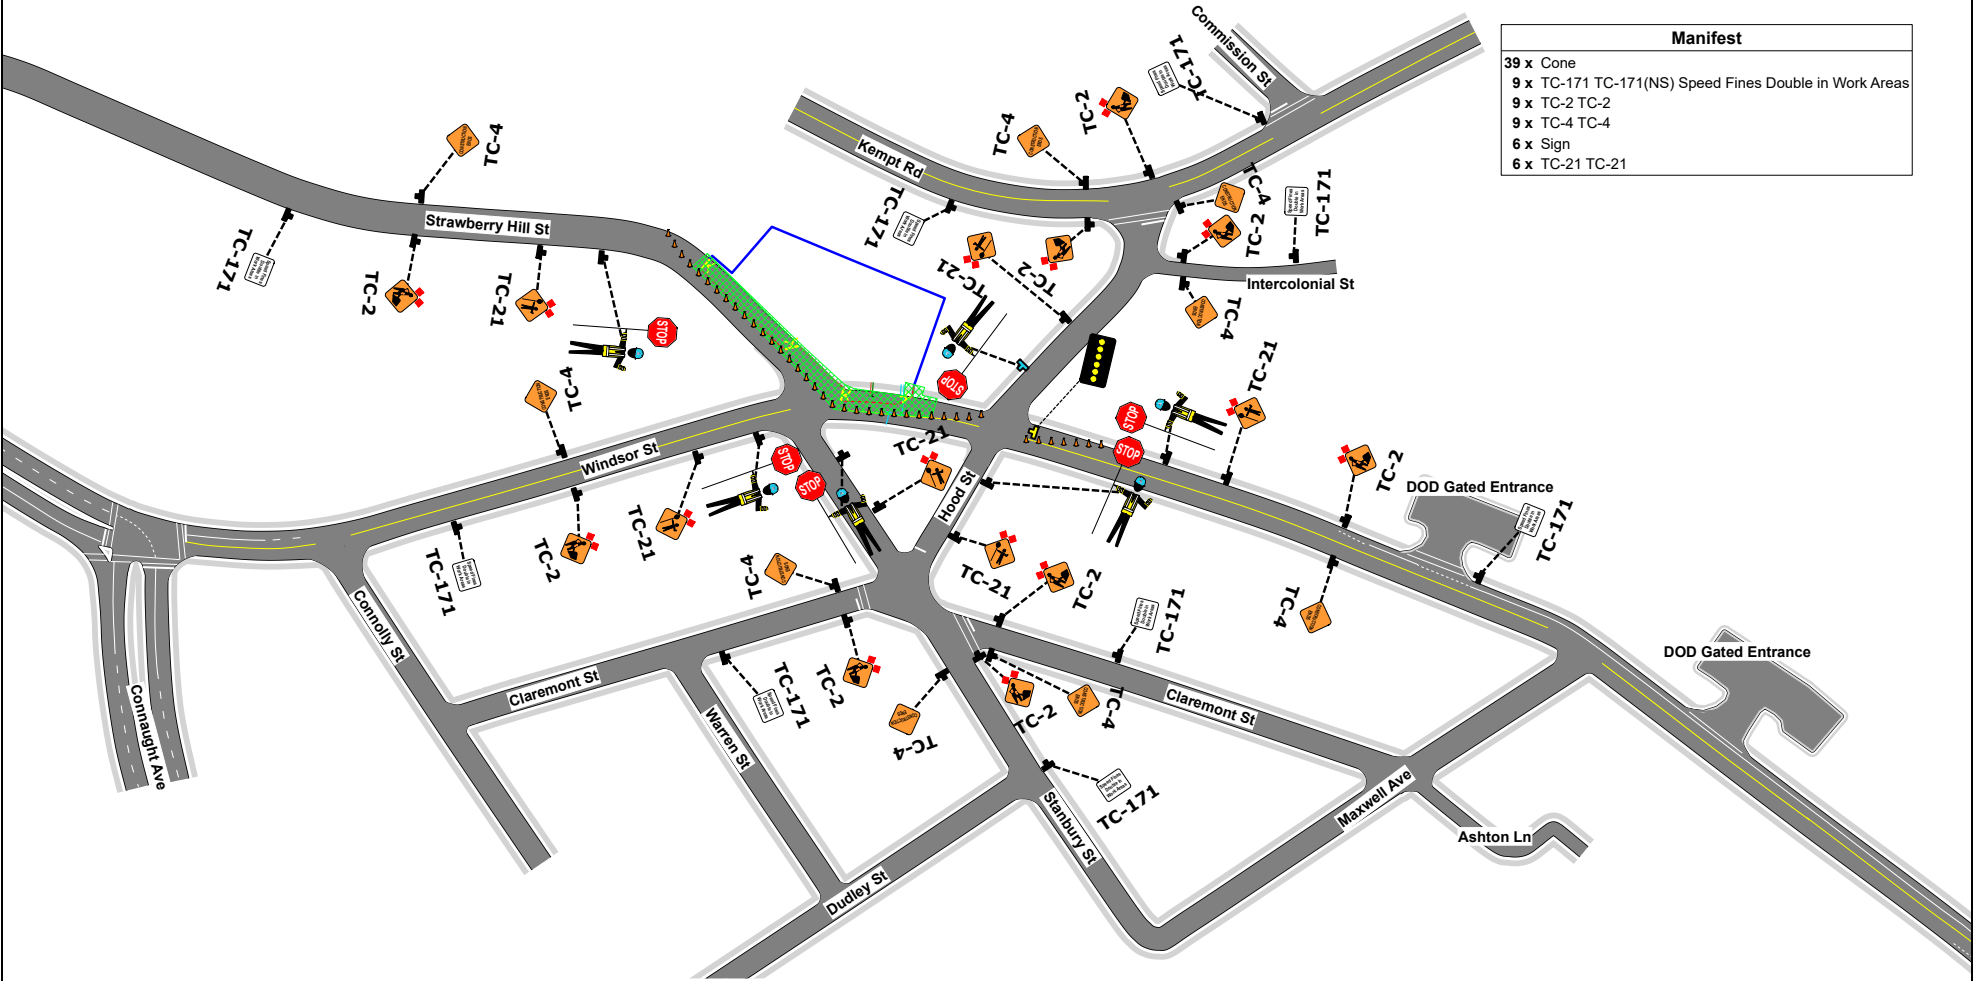 Manifest
39 x Cone
9 x TC-171 TC-171(NS) Speed Fines Double in Work Areas
9 x TC-2 TC-2
9 x TC-4 TC-4
6 x Sign
6 x TC-21 TC-21
Commission St
TC-171
TC-2
TC-4
TC-4
Kempt Rd
TC-171
TC-4
TC-2
TC-171
Strawberry Hill St
TC-171
TC-2
TC-21
TC-21
TC-2
Intercolonial St
TC-4
STOP
STOP
TC-21
TC-4
STOP
STOP
TC-21
Windsor St
STOP
STOP
TC-2
DOD Gated Entrance
TC-171
Hood St
TC-21
TC-2
TC-171
TC-4
TC-21
TC-2
TC-171
TC-4
Connolly St
DOD Gated Entrance
Claremont St
TC-171
TC-2
TC-4
TC-2
TC-4
Claremont St
Connaught Ave
Warren St
TC-171
Stanbury St
Maxwell Ave
Ashton Ln
Dudley St